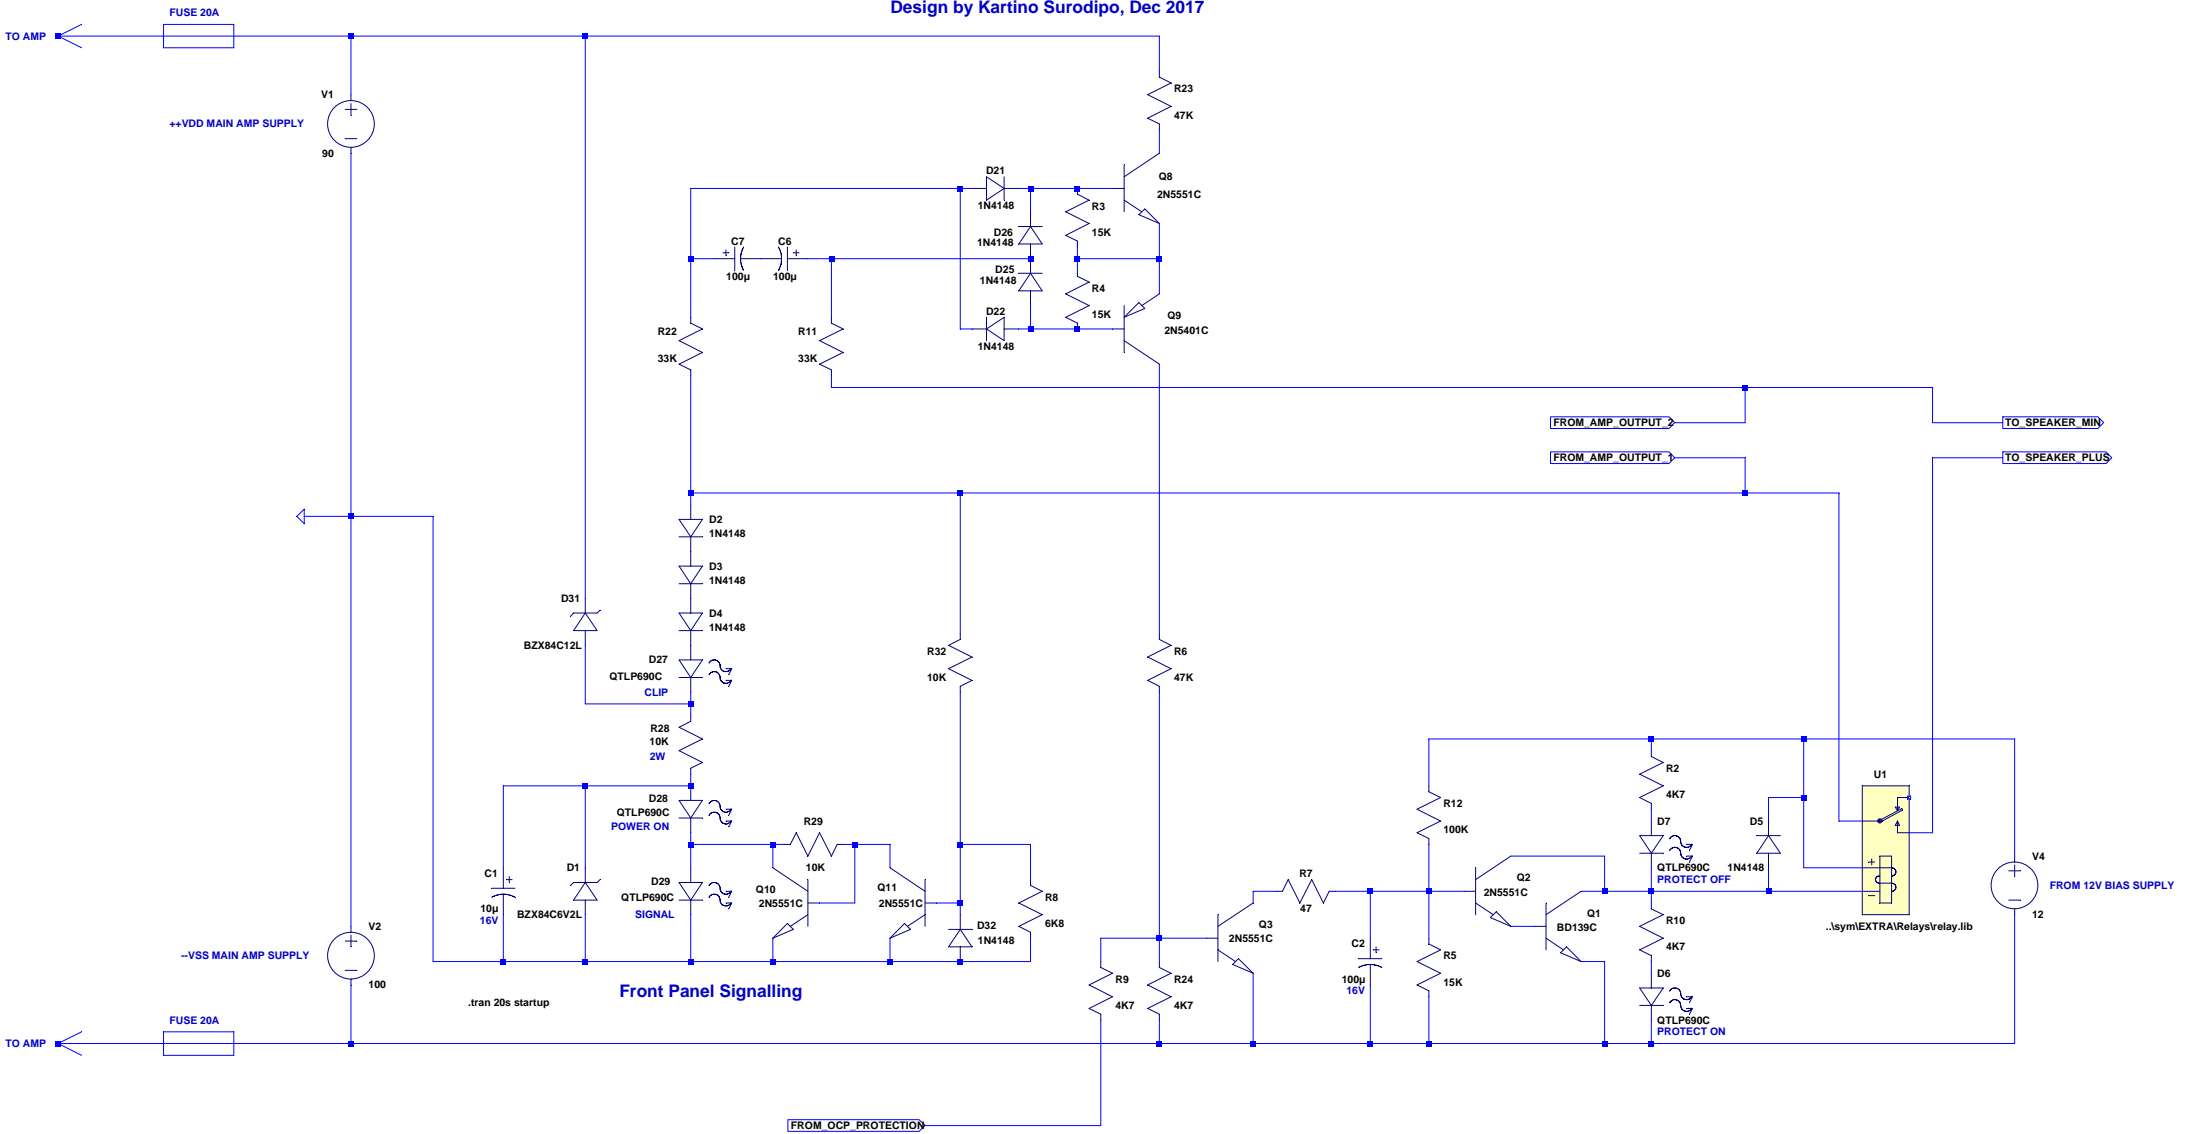 Design by Kartino Surodipo, Dec 2017
FUSE 20A
TO AMP
V1
++VDD MAIN AMP SUPPLY
90
R23
47K
D21
1N4148
Q8
2N5551C
R3
15K
D26
1N4148
C7
100µ
C6
100µ
D25
1N4148
R4
15K
D22
1N4148
Q9
2N5401C
R22
33K
R11
33K
FROM_AMP_OUTPUT_2
TO_SPEAKER_MIN
FROM_AMP_OUTPUT_1
TO_SPEAKER_PLUS
D2
1N4148
D3
1N4148
D31
BZX84C12L
D4
1N4148
D27
QTLP690C
CLIP
R32
10K
R6
47K
R28
10K
2W
D28
QTLP690C
POWER ON
R29
10K
C1
10µ
16V
D1
BZX84C6V2L
D29
QTLP690C
SIGNAL
Q10
2N5551C
Q11
2N5551C
R8
6K8
D32
1N4148
R2
4K7
U1
R12
100K
D7
QTLP690C
PROTECT OFF
D5
1N4148
V4
FROM 12V BIAS SUPPLY
12
R7
47
Q2
2N5551C
Q1
BD139C
R10
4K7
..\sym\EXTRA\Relays\relay.lib
Q3
2N5551C
C2
100µ
16V
R5
15K
D6
QTLP690C
PROTECT ON
V2
--VSS MAIN AMP SUPPLY
100
.tran 20s startup
Front Panel Signalling
R9
4K7
R24
4K7
FUSE 20A
TO AMP
FROM_OCP_PROTECTION